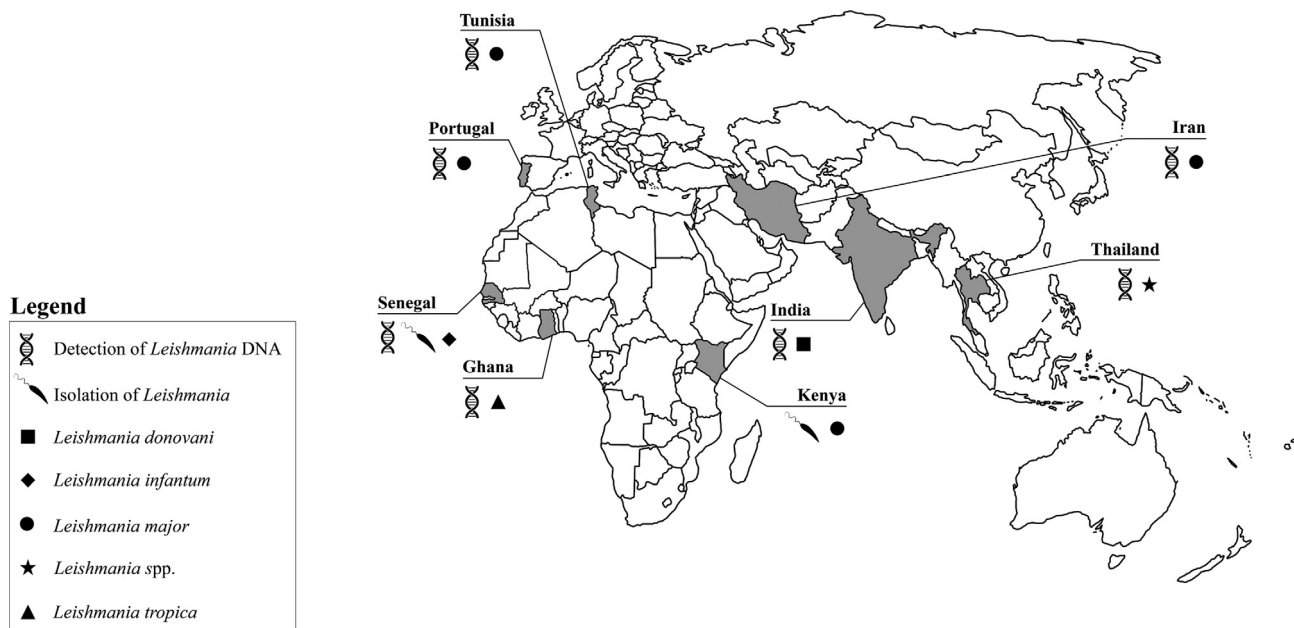 Tunisia
Portugal
Iran
Thailand
Senegal
India
Ghana
Kenya
Legend
Detection of Leishmania DNA
Isolation of Leishmania
Leishmania donovani
Leishmania infantum
Leishmania major
Leishmania spp.
Leishmania tropica